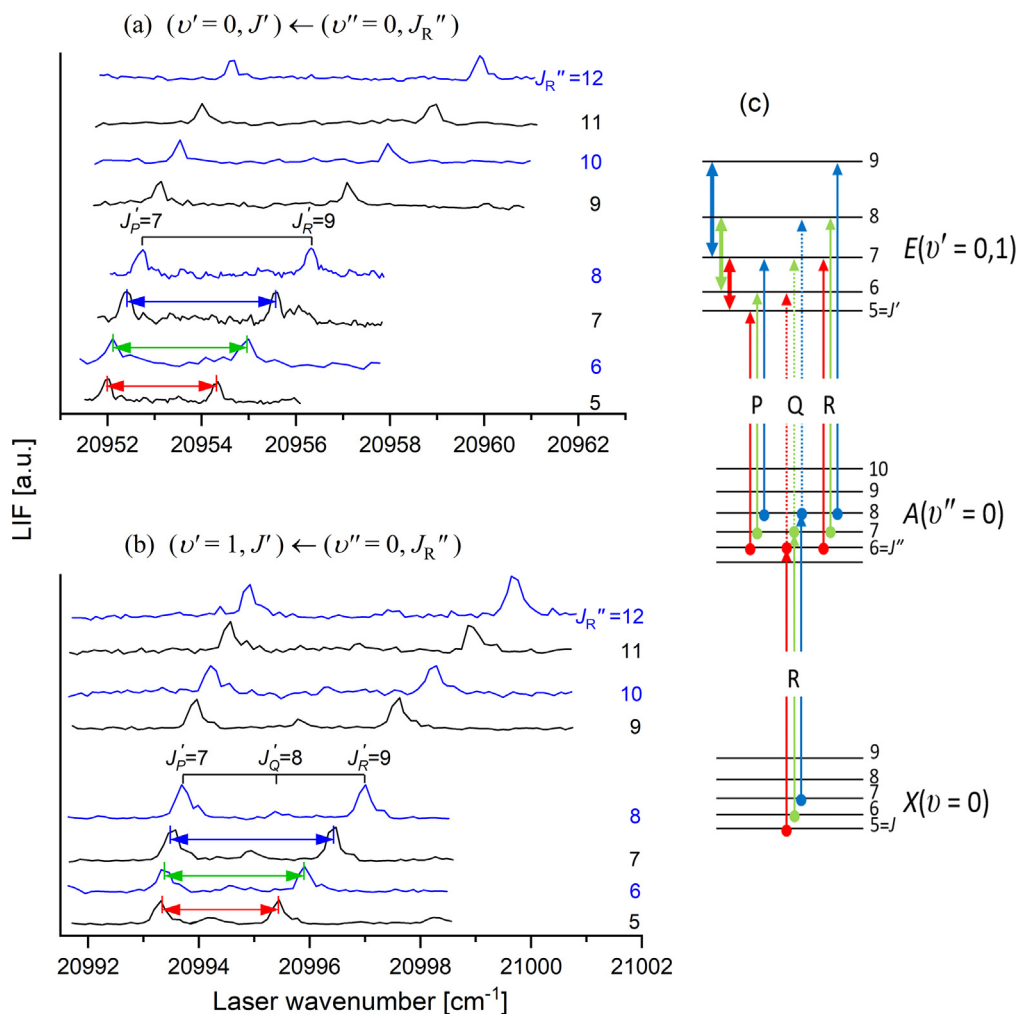 (a) (υ' = 0, J') ← (υ'' = 0, J_R'')
J_R''=12
11
10
9
J_P'=7 J_R'=9
8
7
6
5
20952 20954 20956 20958 20960 20962
LIF [a.u.]
(b) (υ' = 1, J') ← (υ'' = 0, J_R'')
J_R''=12
11
10
9
J_P'=7 J_Q'=8 J_R'=9
8
7
6
5
20992 20994 20996 20998 21000 21002
Laser wavenumber [cm⁻¹]
(c)
9
8
7
6
5=J'
E(υ' = 0,1)
P Q R
10
9
8
7
6=J''
A(υ'' = 0)
R
9
8
7
6
5=J
X(υ = 0)